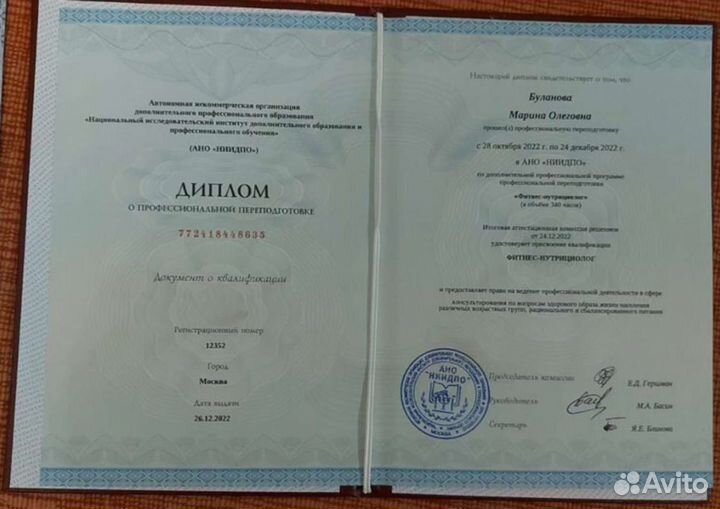 Автономная некоммерческая организация
дополнительного профессионального образования
«Национальный исследовательский институт дополнительного образования и
профессионального обучения»
(АНО «НИИДПО»)
ДИПЛОМ
О ПРОФЕССИОНАЛЬНОЙ ПЕРЕПОДГОТОВКЕ
772418448635
Документ о квалификации
Регистрационный номер
12352
Город
Москва
Дата выдачи
26.12.2022
Настоящий диплом свидетельствует о том, что
Буланова
Марина Олеговна
прошел(а) профессиональную переподготовку
с 28 октября 2022 г. по 24 декабря 2022 г.
в АНО «НИИДПО»
по дополнительной профессиональной программе
профессиональной переподготовки
«Фитнес-нутрициолог»
(в объёме 340 часов)
Итоговая аттестационная комиссия решением
от 24.12.2022
удостоверяет присвоение квалификации
ФИТНЕС-НУТРИЦИОЛОГ
и предоставляет право на ведение профессиональной деятельности в сфере
консультирования по вопросам здорового образа жизни населения
различных возрастных групп, рационального и сбалансированного питания
АНО
"НИИДПО"
МОСКВА
Председатель комиссии
Е.Д. Гершман
Руководитель
М.А. Басин
Секретарь
Я.Е. Блинова
Avito